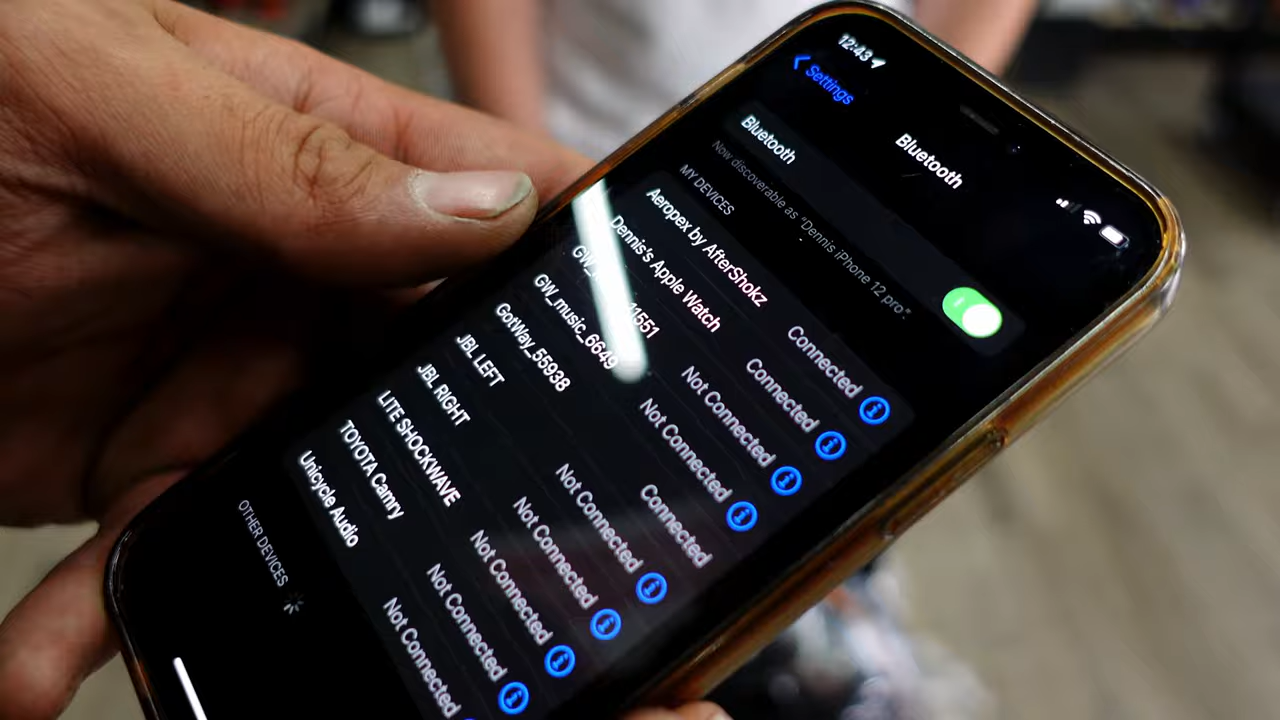 12:43
Settings
Bluetooth
Bluetooth
Now discoverable as "Dennis iPhone 12 pro".
MY DEVICES
Aeropex by AfterShokz Connected
Dennis's Apple Watch Connected
GW_ 11551 Not Connected
GW_music_6649 Not Connected
GotWay_55938 Connected
JBL LEFT Not Connected
JBL RIGHT Not Connected
LITE SHOCKWAVE Not Connected
TOYOTA Camry Not Connected
Unicycle Audio Not Connected
OTHER DEVICES